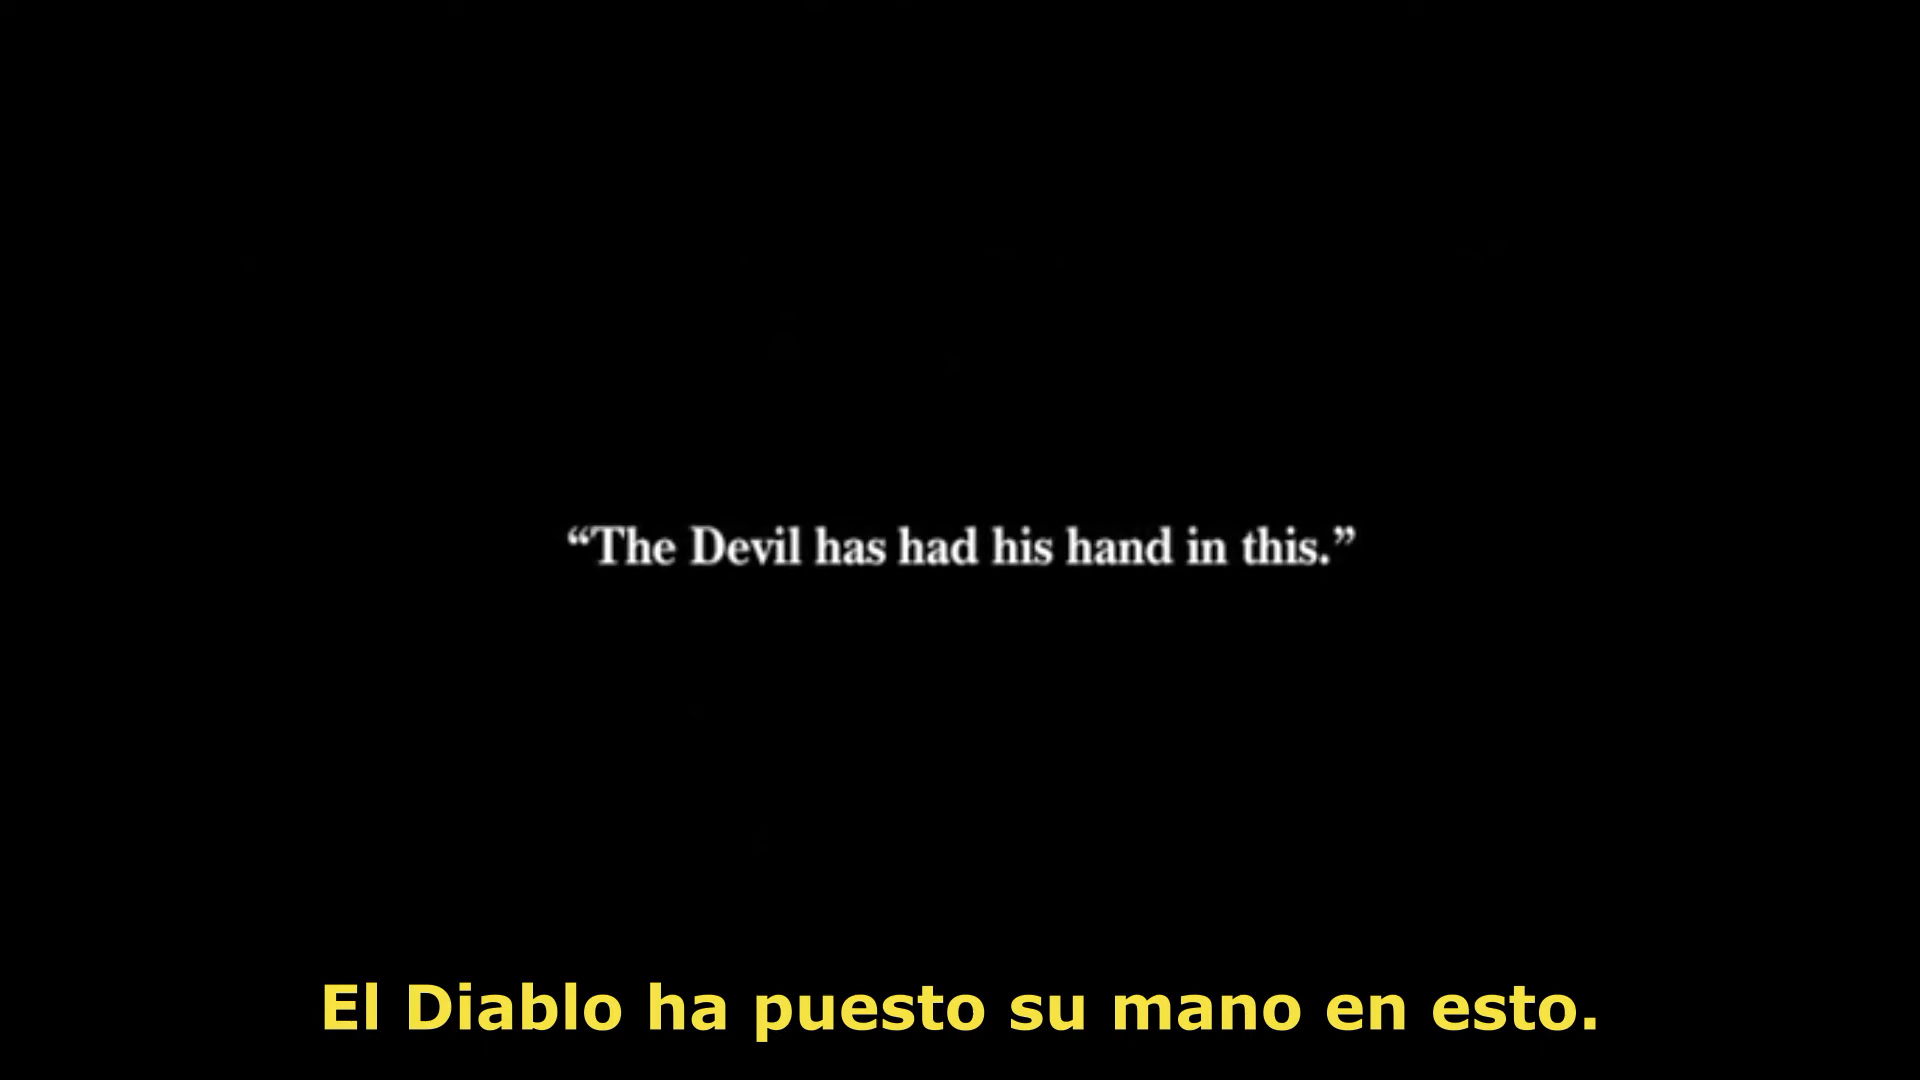 “The Devil has had his hand in this.”
El Diablo ha puesto su mano en esto.